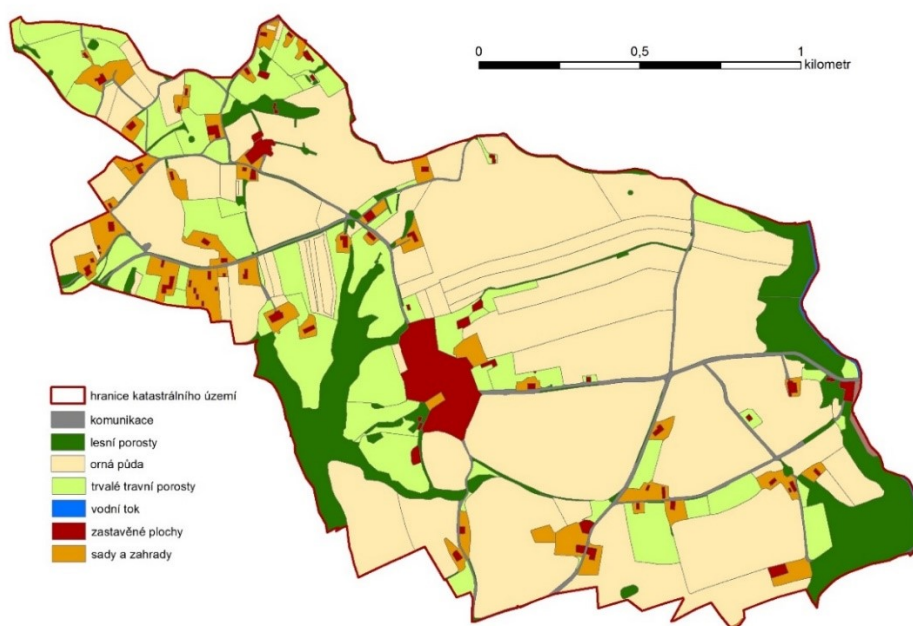 0 0,5 1
kilometr
hranice katastrálního území
komunikace
lesní porosty
orná půda
trvalé travní porosty
vodní tok
zastavěné plochy
sady a zahrady